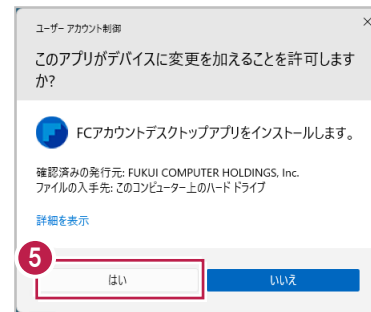 ユーザー アカウント制御
×
このアプリがデバイスに変更を加えることを許可します
か?
FCアカウントデスクトップアプリをインストールします。
確認済みの発行元: FUKUI COMPUTER HOLDINGS, Inc.
ファイルの入手先: このコンピューター上のハード ドライブ
詳細を表示
5
はい
いいえ